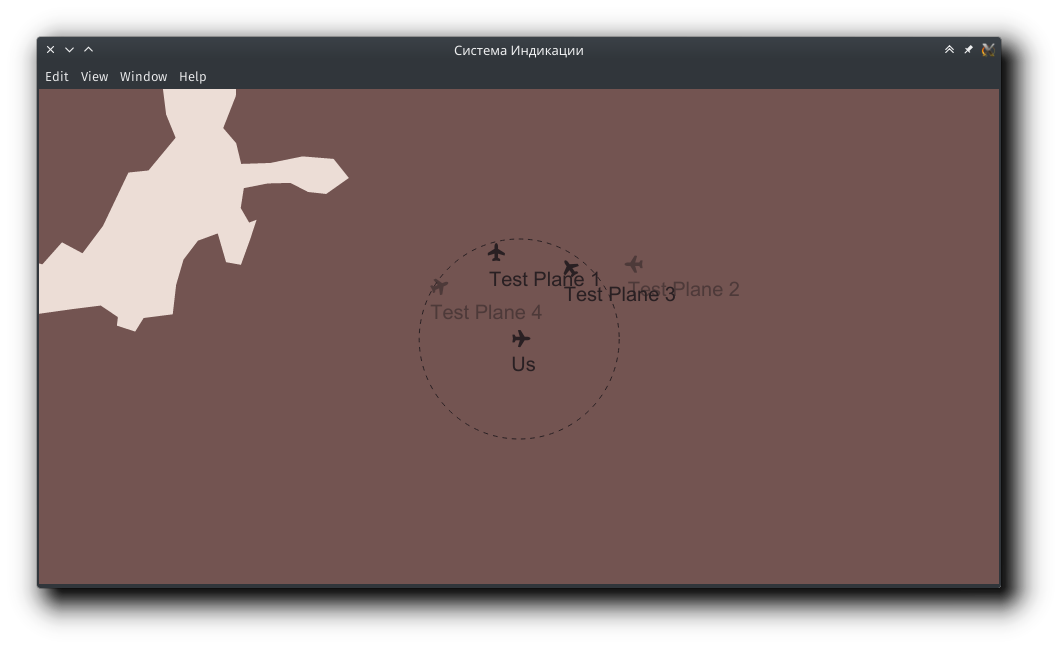 Система Индикации
Edit View Window Help
Test Plane 1
Test Plane 2
Test Plane 3
Test Plane 4
Us